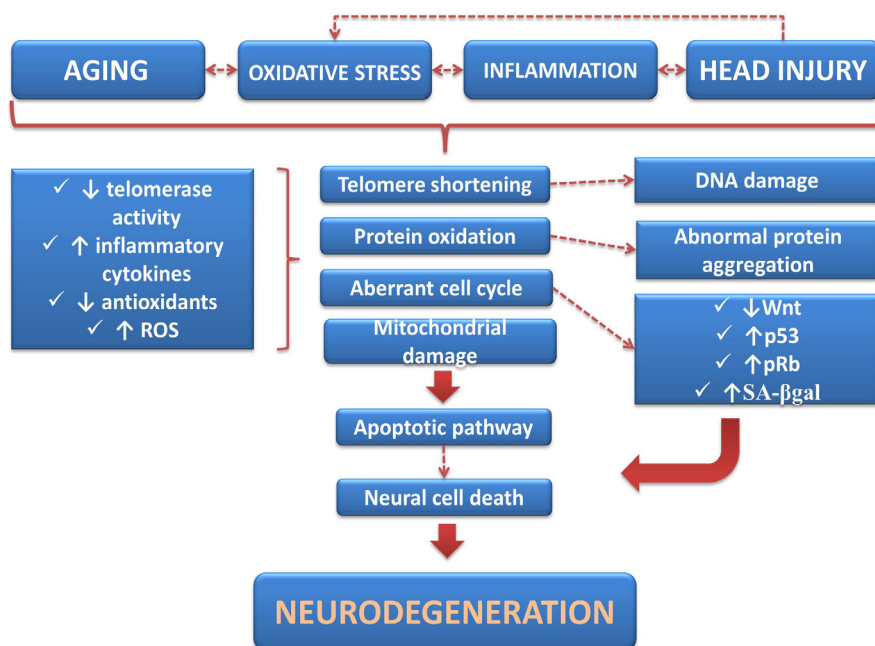 AGING
OXIDATIVE STRESS
INFLAMMATION
HEAD INJURY
✓ ↓ telomerase
activity
✓ ↑ inflammatory
cytokines
✓ ↓ antioxidants
✓ ↑ ROS
Telomere shortening
Protein oxidation
Aberrant cell cycle
Mitochondrial
damage
DNA damage
Abnormal protein
aggregation
✓ ↓Wnt
✓ ↑p53
✓ ↑pRb
✓ ↑SA-βgal
Apoptotic pathway
Neural cell death
NEURODEGENERATION